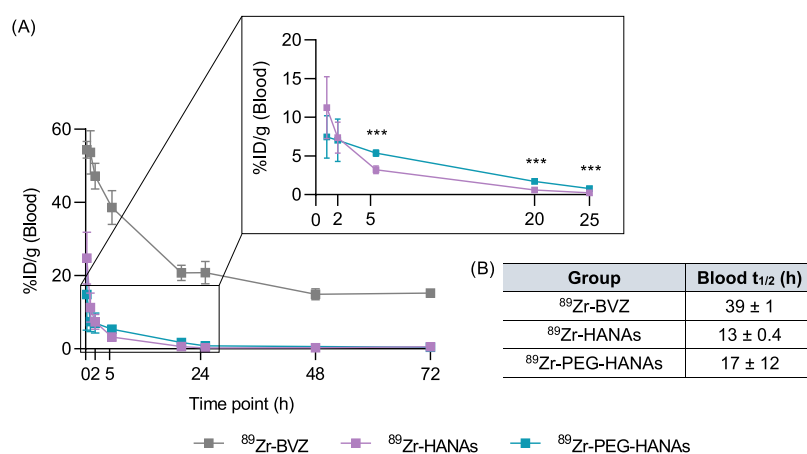 (A)
%ID/g (Blood)
60
40
20
0
0 2 5 24 48 72
Time point (h)
%ID/g (Blood)
20
15
10
5
0
0 2 5 20 25
***
***
***
(B)
Group Blood t1/2 (h)
89Zr-BVZ 39 ± 1
89Zr-HANAs 13 ± 0.4
89Zr-PEG-HANAs 17 ± 12
89Zr-BVZ 89Zr-HANAs 89Zr-PEG-HANAs